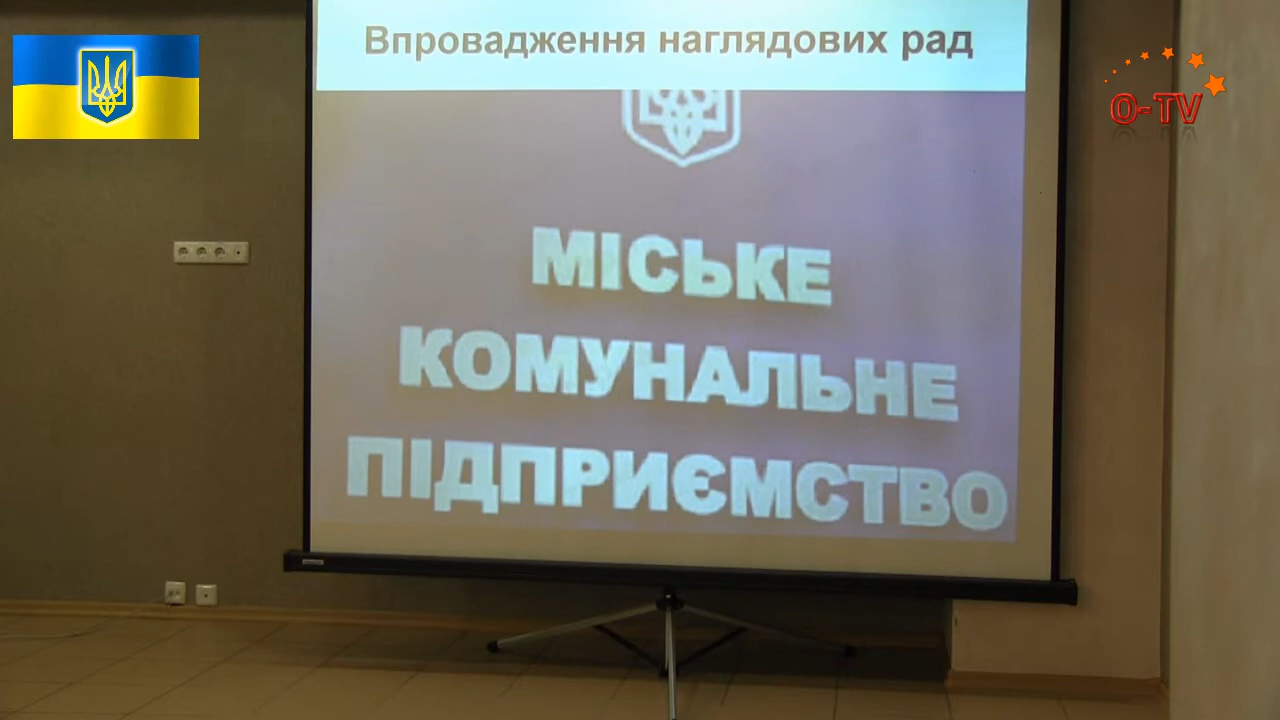 Впровадження наглядових рад
O-TV
МІСЬКЕ
КОМУНАЛЬНЕ
ПІДПРИЄМСТВО